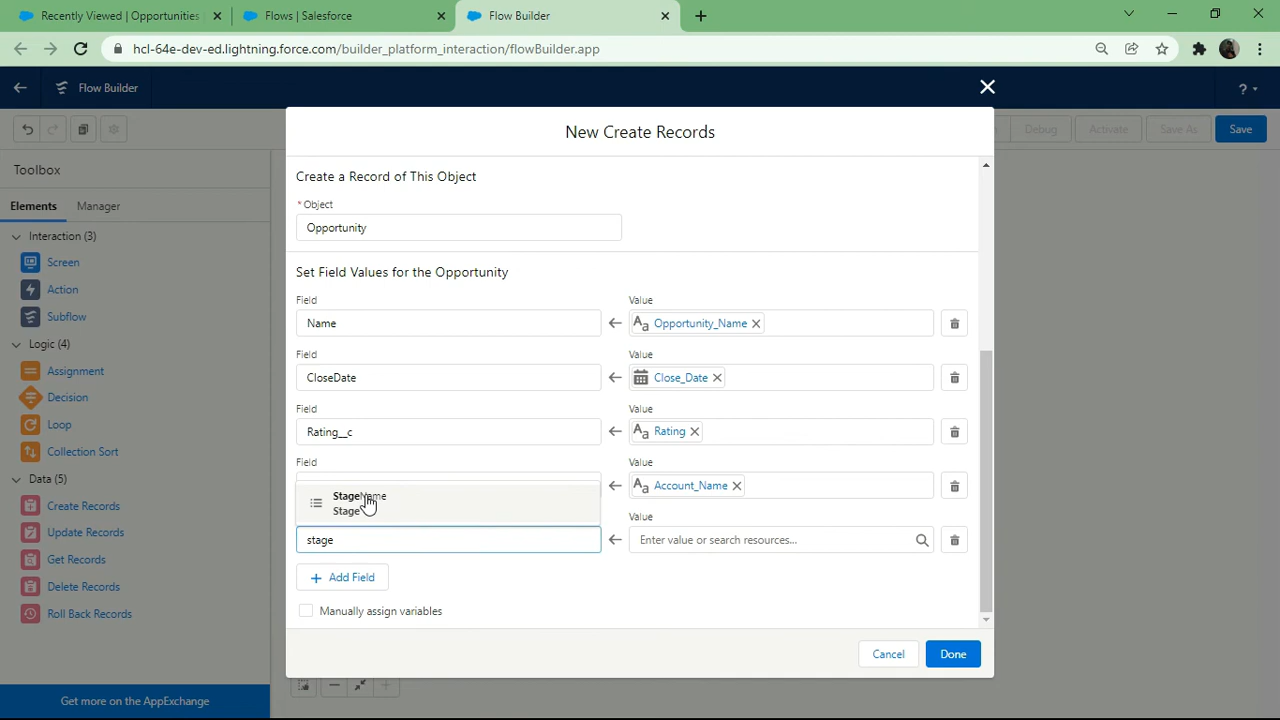 Recently Viewed | Opportunities
Flows | Salesforce
Flow Builder
hcl-64e-dev-ed.lightning.force.com/builder_platform_interaction/flowBuilder.app
Flow Builder
?
Debug
Activate
Save As
Save
Toolbox
Elements
Manager
Interaction (3)
Screen
Action
Subflow
Logic (4)
Assignment
Decision
Loop
Collection Sort
Data (5)
Create Records
Update Records
Get Records
Delete Records
Roll Back Records
Get more on the AppExchange
New Create Records
Create a Record of This Object
* Object
Opportunity
Set Field Values for the Opportunity
Field
Value
Name
Opportunity_Name
Field
Value
CloseDate
Close_Date
Field
Value
Rating__c
Rating
Field
Value
Account_Name
StageName
Stage
Value
stage
Enter value or search resources...
Add Field
Manually assign variables
Cancel
Done